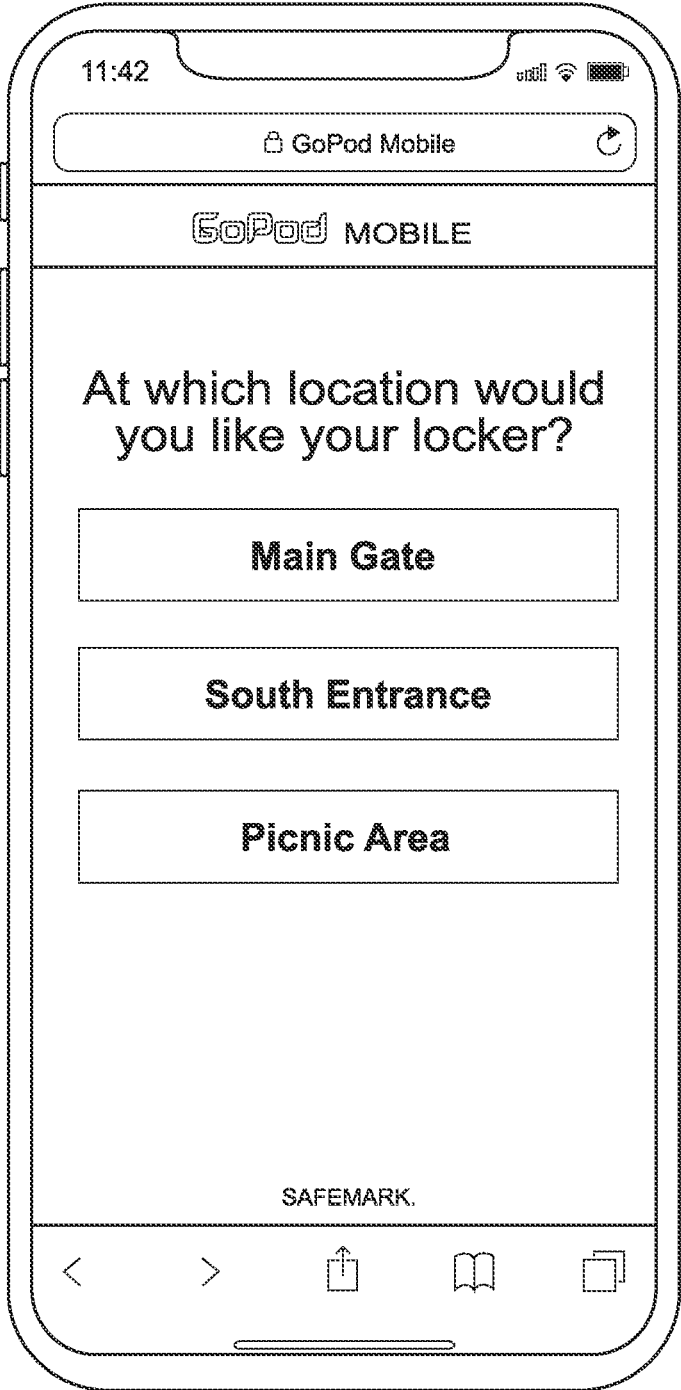 11:42
GoPod Mobile
GoPod MOBILE
At which location would
you like your locker?
Main Gate
South Entrance
Picnic Area
SAFEMARK.